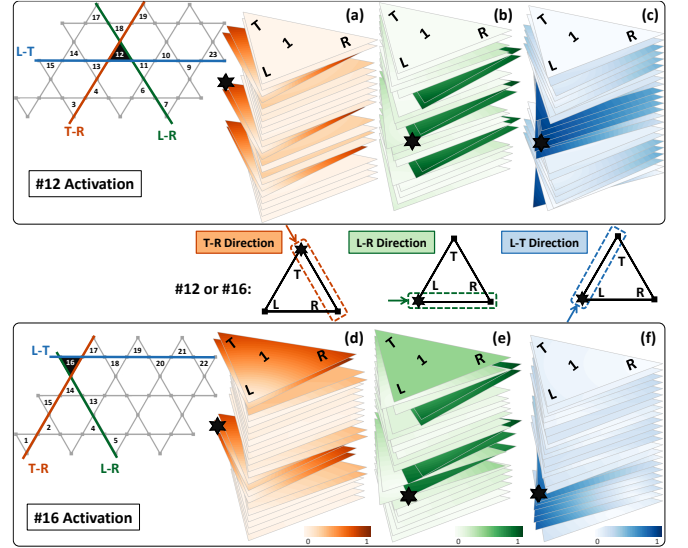 17
19
(a)
(b)
(c)
18
T
1
R
L
T
1
R
L
T
1
R
L
L-T
12
15
14
13
11
10
9
23
4
6
3
7
T-R
L-R
#12 Activation
T-R Direction
L-R Direction
L-T Direction
#12 or #16:
T
L
R
T
L
R
T
L
R
(d)
(e)
(f)
17
L-T
16
18
19
20
21
22
T
1
R
L
T
1
R
L
T
1
R
L
15
14
13
1
2
4
5
T-R
L-R
#16 Activation
0
1
0
1
0
1